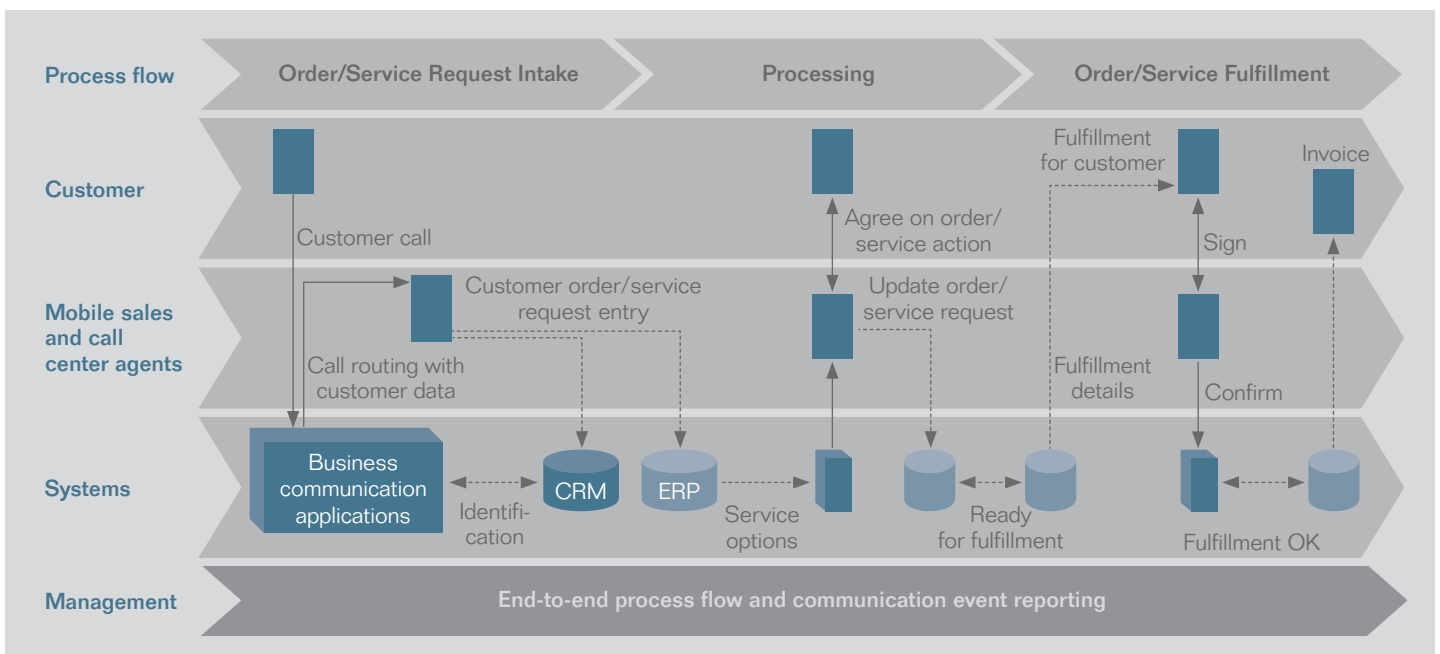 Process flow
Order/Service Request Intake
Processing
Order/Service Fulfillment
Customer
Customer call
Agree on order/
service action
Fulfillment
for customer
Sign
Invoice
Mobile sales
and call
center agents
Call routing with
customer data
Customer order/service
request entry
Update order/
service request
Fulfillment
details
Confirm
Systems
Business
communication
applications
Identifi-
cation
CRM
ERP
Service
options
Ready
for fulfillment
Fulfillment OK
Management
End-to-end process flow and communication event reporting